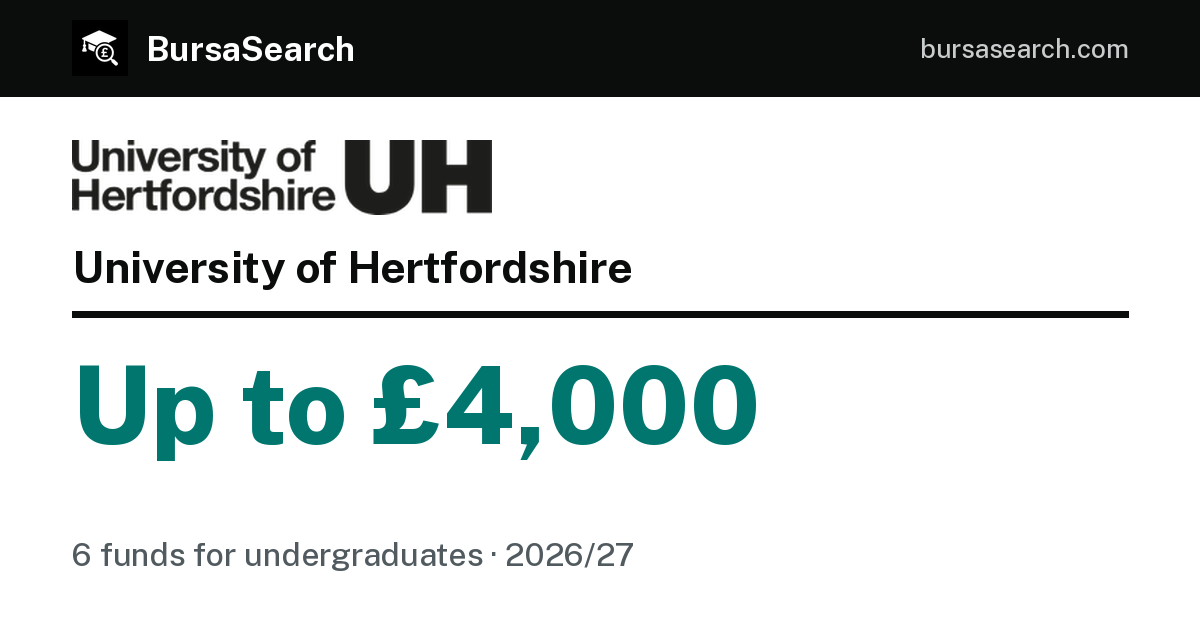 £
BursaSearch
bursasearch.com
University of
Hertfordshire
UH
University of Hertfordshire
Up to £4,000
6 funds for undergraduates · 2026/27